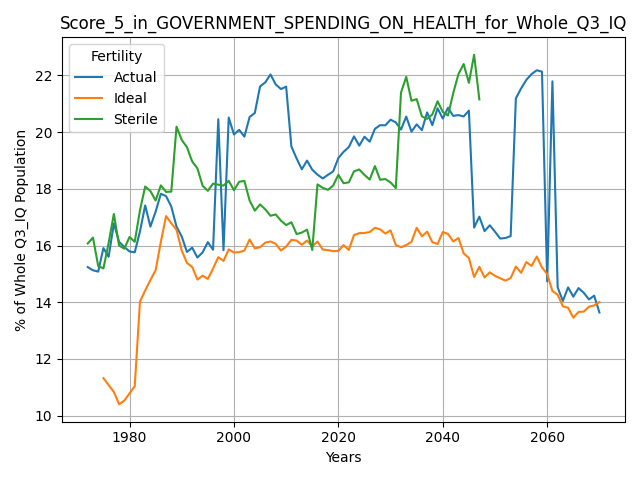 Score_5_in_GOVERNMENT_SPENDING_ON_HEALTH_for_Whole_Q3_IQ
Fertility
Actual
Ideal
Sterile
% of Whole Q3_IQ Population
22
20
18
16
14
12
10
1980
2000
2020
2040
2060
Years